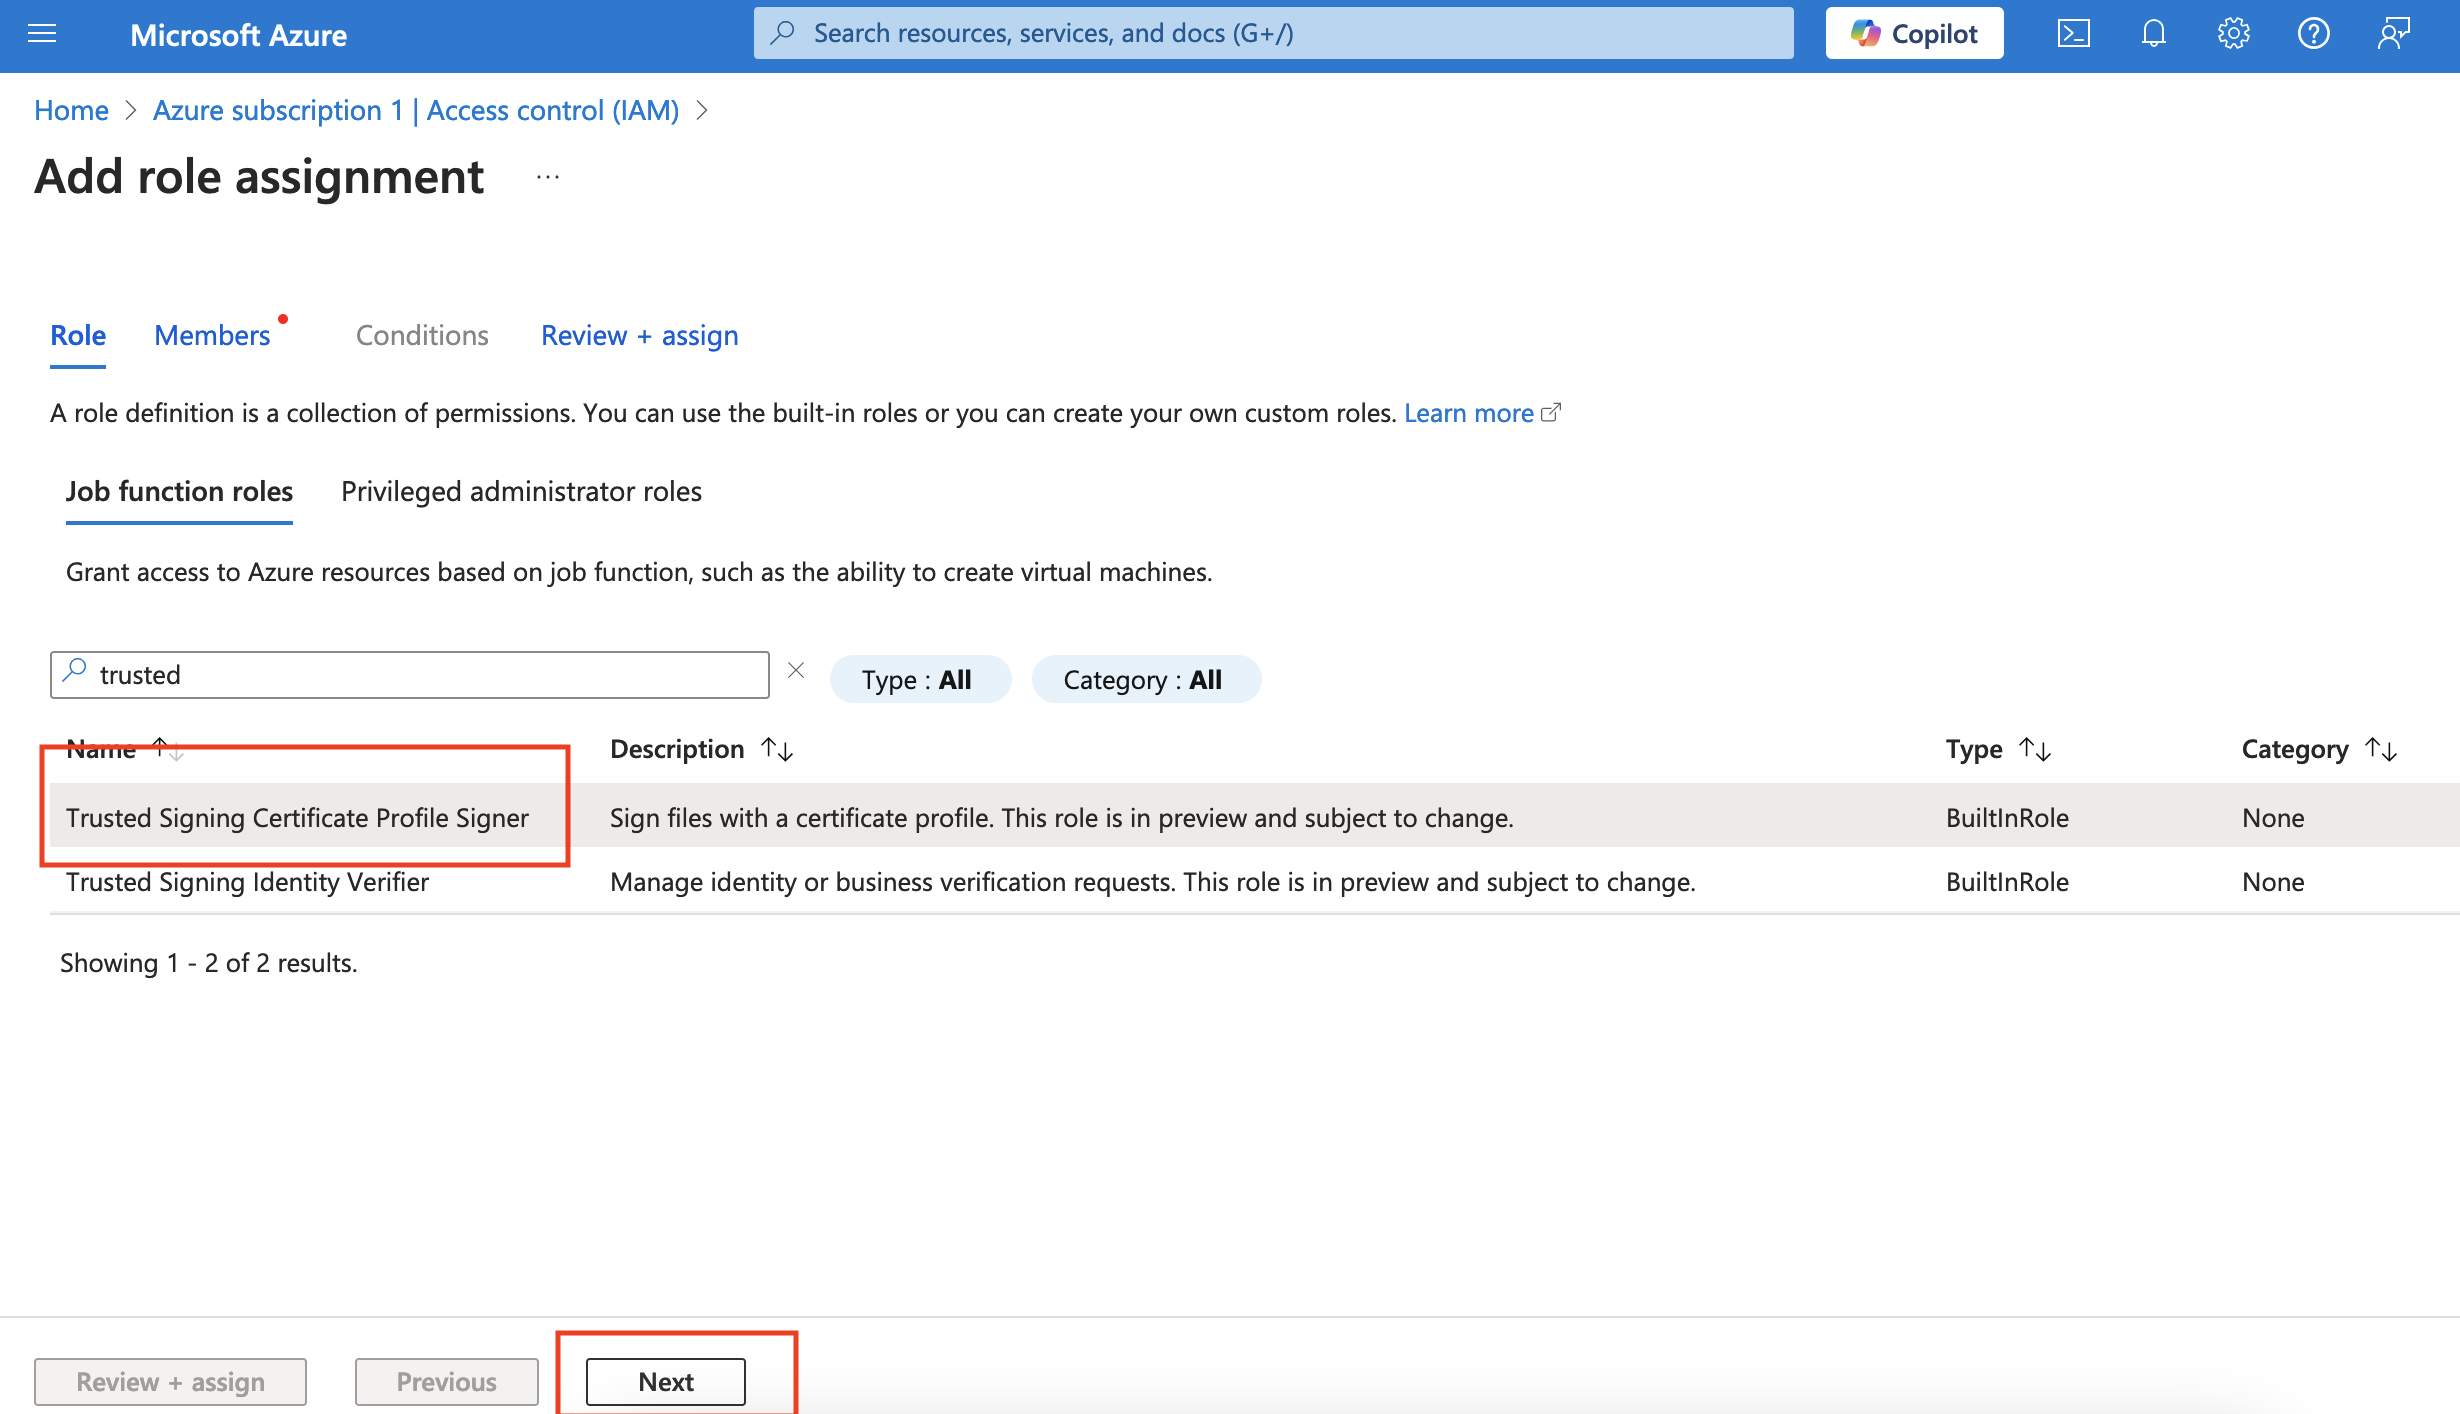 Microsoft Azure
Search resources, services, and docs (G+/)
Copilot
Home > Azure subscription 1 | Access control (IAM) >
Add role assignment ...
Role Members Conditions Review + assign
A role definition is a collection of permissions. You can use the built-in roles or you can create your own custom roles. Learn more
Job function roles Privileged administrator roles
Grant access to Azure resources based on job function, such as the ability to create virtual machines.
trusted
Type : All Category : All
Name Description Type Category
Trusted Signing Certificate Profile Signer Sign files with a certificate profile. This role is in preview and subject to change. BuiltInRole None
Trusted Signing Identity Verifier Manage identity or business verification requests. This role is in preview and subject to change. BuiltInRole None
Showing 1 - 2 of 2 results.
Review + assign Previous Next